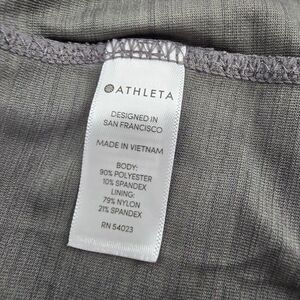 ATHLETA
DESIGNED IN
SAN FRANCISCO
MADE IN VIETNAM
BODY:
90% POLYESTER
10% SPANDEX
LINING:
79% NYLON
21% SPANDEX
RN 54023